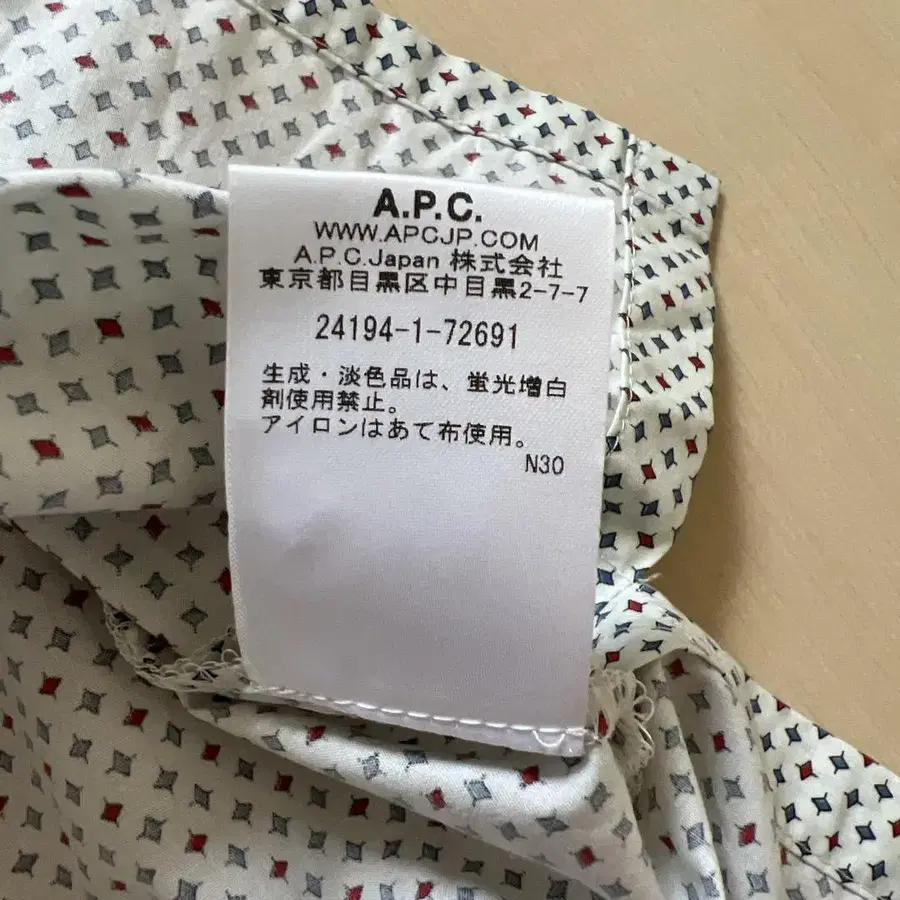 A.P.C.
WWW.APCJP.COM
A.P.C.Japan 株式会社
東京都目黒区中目黒2-7-7
24194-1-72691
生成・淡色品は、蛍光増白
剤使用禁止。
アイロンはあて布使用。
N30